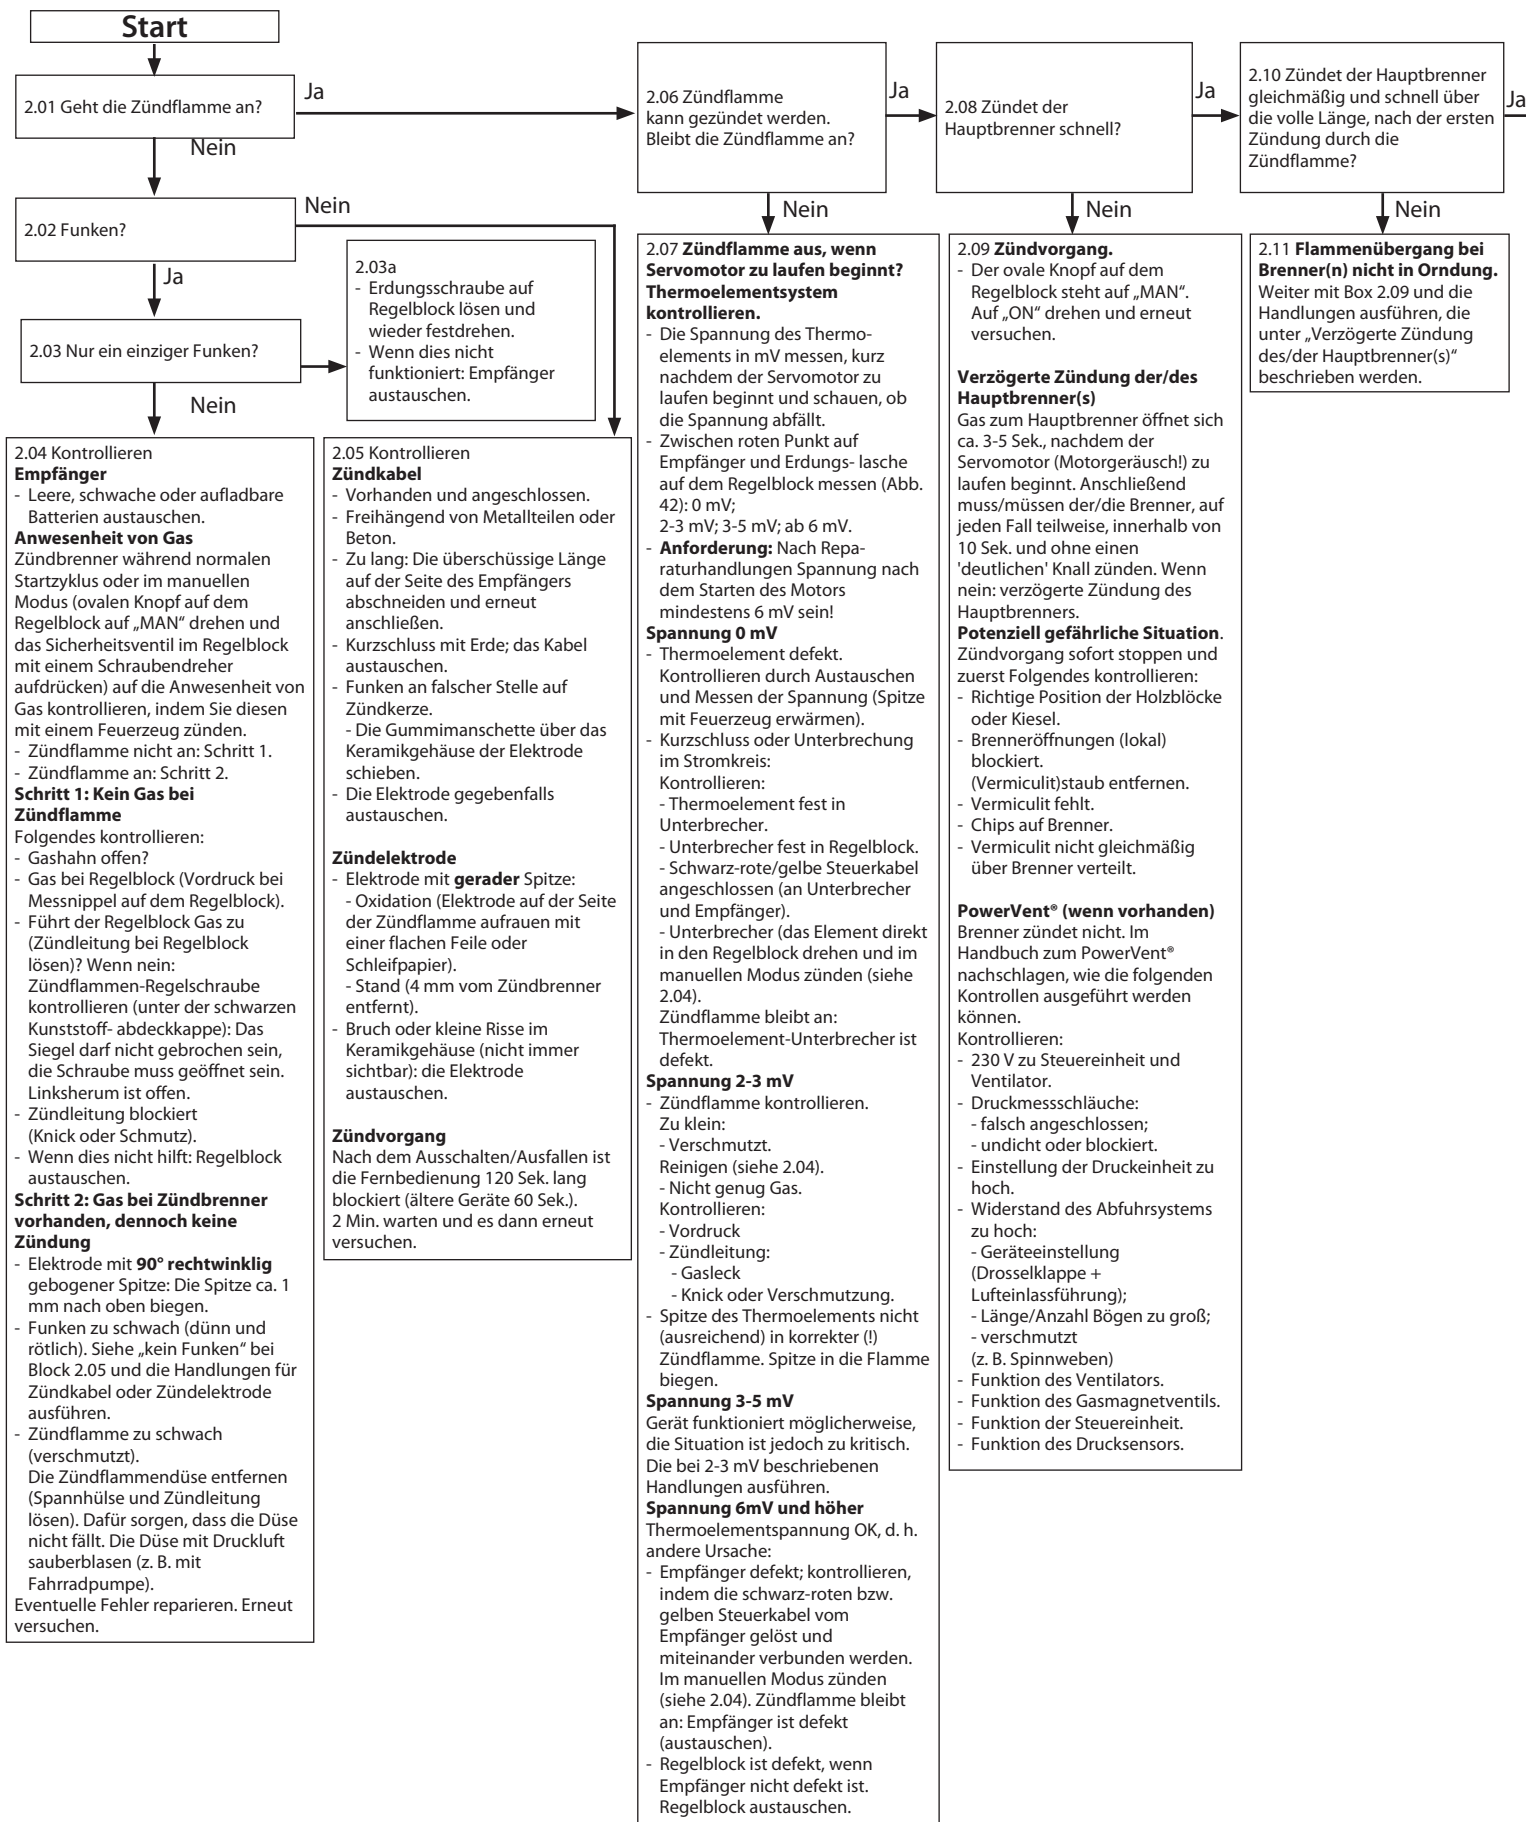 Start
2.01 Geht die Zündflamme an?
Ja
Nein
2.02 Funken?
Nein
Ja
2.03 Nur ein einziger Funken?
Nein
2.03a
- Erdungsschraube auf
Regelblock lösen und
wieder festdrehen.
- Wenn dies nicht
funktioniert: Empfänger
austauschen.
2.04 Kontrollieren
Empfänger
- Leere, schwache oder aufladbare
Batterien austauschen.
Anwesenheit von Gas
Zündbrenner während normalen
Startzyklus oder im manuellen
Modus (ovalen Knopf auf dem
Regelblock auf „MAN“ drehen und
das Sicherheitsventil im Regelblock
mit einem Schraubendreher
aufdrücken) auf die Anwesenheit von
Gas kontrollieren, indem Sie diesen
mit einem Feuerzeug zünden.
- Zündflamme nicht an: Schritt 1.
- Zündflamme an: Schritt 2.
Schritt 1: Kein Gas bei
Zündflamme
Folgendes kontrollieren:
- Gashahn offen?
- Gas bei Regelblock (Vordruck bei
Messnippel auf dem Regelblock).
- Führt der Regelblock Gas zu
(Zündleitung bei Regelblock
lösen)? Wenn nein:
Zündflammen-Regelschraube
kontrollieren (unter der schwarzen
Kunststoff- abdeckkappe): Das
Siegel darf nicht gebrochen sein,
die Schraube muss geöffnet sein.
Linksherum ist offen.
- Zündleitung blockiert
(Knick oder Schmutz).
- Wenn dies nicht hilft: Regelblock
austauschen.
Schritt 2: Gas bei Zündbrenner
vorhanden, dennoch keine
Zündung
- Elektrode mit 90° rechtwinklig
gebogener Spitze: Die Spitze ca. 1
mm nach oben biegen.
- Funken zu schwach (dünn und
rötlich). Siehe „kein Funken“ bei
Block 2.05 und die Handlungen für
Zündkabel oder Zündelektrode
ausführen.
- Zündflamme zu schwach
(verschmutzt).
Die Zündflammendüse entfernen
(Spannhülse und Zündleitung
lösen). Dafür sorgen, dass die Düse
nicht fällt. Die Düse mit Druckluft
sauberblasen (z. B. mit
Fahrradpumpe).
Eventuelle Fehler reparieren. Erneut
versuchen.
2.05 Kontrollieren
Zündkabel
- Vorhanden und angeschlossen.
- Freihängend von Metallteilen oder
Beton.
- Zu lang: Die überschüssige Länge
auf der Seite des Empfängers
abschneiden und erneut
anschließen.
- Kurzschluss mit Erde; das Kabel
austauschen.
- Funken an falscher Stelle auf
Zündkerze.
- Die Gummimanschette über das
Keramikgehäuse der Elektrode
schieben.
- Die Elektrode gegebenfalls
austauschen.
Zündelektrode
- Elektrode mit gerader Spitze:
- Oxidation (Elektrode auf der Seite
der Zündflamme aufrauen mit
einer flachen Feile oder
Schleifpapier).
- Stand (4 mm vom Zündbrenner
entfernt).
- Bruch oder kleine Risse im
Keramikgehäuse (nicht immer
sichtbar): die Elektrode
austauschen.
Zündvorgang
Nach dem Ausschalten/Ausfallen ist
die Fernbedienung 120 Sek. lang
blockiert (ältere Geräte 60 Sek.).
2 Min. warten und es dann erneut
versuchen.
2.06 Zündflamme
kann gezündet werden.
Bleibt die Zündflamme an?
Ja
Nein
2.07 Zündflamme aus, wenn
Servomotor zu laufen beginnt?
Thermoelementsystem
kontrollieren.
- Die Spannung des Thermo-
elements in mV messen, kurz
nachdem der Servomotor zu
laufen beginnt und schauen, ob
die Spannung abfällt.
- Zwischen roten Punkt auf
Empfänger und Erdungs- lasche
auf dem Regelblock messen (Abb.
42): 0 mV;
2-3 mV; 3-5 mV; ab 6 mV.
- Anforderung: Nach Repa-
raturhandlungen Spannung nach
dem Starten des Motors
mindestens 6 mV sein!
Spannung 0 mV
- Thermoelement defekt.
Kontrollieren durch Austauschen
und Messen der Spannung (Spitze
mit Feuerzeug erwärmen).
- Kurzschluss oder Unterbrechung
im Stromkreis:
Kontrollieren:
- Thermoelement fest in
Unterbrecher.
- Unterbrecher fest in Regelblock.
- Schwarz-rote/gelbe Steuerkabel
angeschlossen (an Unterbrecher
und Empfänger).
- Unterbrecher (das Element direkt
in den Regelblock drehen und im
manuellen Modus zünden (siehe
2.04).
Zündflamme bleibt an:
Thermoelement-Unterbrecher ist
defekt.
Spannung 2-3 mV
- Zündflamme kontrollieren.
Zu klein:
- Verschmutzt.
Reinigen (siehe 2.04).
- Nicht genug Gas.
Kontrollieren:
- Vordruck
- Zündleitung:
- Gasleck
- Knick oder Verschmutzung.
- Spitze des Thermoelements nicht
(ausreichend) in korrekter (!)
Zündflamme. Spitze in die Flamme
biegen.
Spannung 3-5 mV
Gerät funktioniert möglicherweise,
die Situation ist jedoch zu kritisch.
Die bei 2-3 mV beschriebenen
Handlungen ausführen.
Spannung 6mV und höher
Thermoelementspannung OK, d. h.
andere Ursache:
- Empfänger defekt; kontrollieren,
indem die schwarz-roten bzw.
gelben Steuerkabel vom
Empfänger gelöst und
miteinander verbunden werden.
Im manuellen Modus zünden
(siehe 2.04). Zündflamme bleibt
an: Empfänger ist defekt
(austauschen).
- Regelblock ist defekt, wenn
Empfänger nicht defekt ist.
Regelblock austauschen.
2.08 Zündet der
Hauptbrenner schnell?
Ja
Nein
2.09 Zündvorgang.
- Der ovale Knopf auf dem
Regelblock steht auf „MAN“.
Auf „ON“ drehen und erneut
versuchen.
Verzögerte Zündung der/des
Hauptbrenner(s)
Gas zum Hauptbrenner öffnet sich
ca. 3-5 Sek., nachdem der
Servomotor (Motorgeräusch!) zu
laufen beginnt. Anschließend
muss/müssen der/die Brenner, auf
jeden Fall teilweise, innerhalb von
10 Sek. und ohne einen
'deutlichen' Knall zünden. Wenn
nein: verzögerte Zündung des
Hauptbrenners.
Potenziell gefährliche Situation.
Zündvorgang sofort stoppen und
zuerst Folgendes kontrollieren:
- Richtige Position der Holzblöcke
oder Kiesel.
- Brenneröffnungen (lokal)
blockiert.
(Vermiculit)staub entfernen.
- Vermiculit fehlt.
- Chips auf Brenner.
- Vermiculit nicht gleichmäßig
über Brenner verteilt.
PowerVent® (wenn vorhanden)
Brenner zündet nicht. Im
Handbuch zum PowerVent®
nachschlagen, wie die folgenden
Kontrollen ausgeführt werden
können.
Kontrollieren:
- 230 V zu Steuereinheit und
Ventilator.
- Druckmessschläuche:
- falsch angeschlossen;
- undicht oder blockiert.
- Einstellung der Druckeinheit zu
hoch.
- Widerstand des Abfuhrsystems
zu hoch:
- Geräteeinstellung
(Drosselklappe +
Lufteinlassführung);
- Länge/Anzahl Bögen zu groß;
- verschmutzt
(z. B. Spinnweben)
- Funktion des Ventilators.
- Funktion des Gasmagnetventils.
- Funktion der Steuereinheit.
- Funktion des Drucksensors.
2.10 Zündet der Hauptbrenner
gleichmäßig und schnell über
die volle Länge, nach der ersten
Zündung durch die
Zündflamme?
Ja
Nein
2.11 Flammenübergang bei
Brenner(n) nicht in Orndung.
Weiter mit Box 2.09 und die
Handlungen ausführen, die
unter „Verzögerte Zündung
des/der Hauptbrenner(s)“
beschrieben werden.